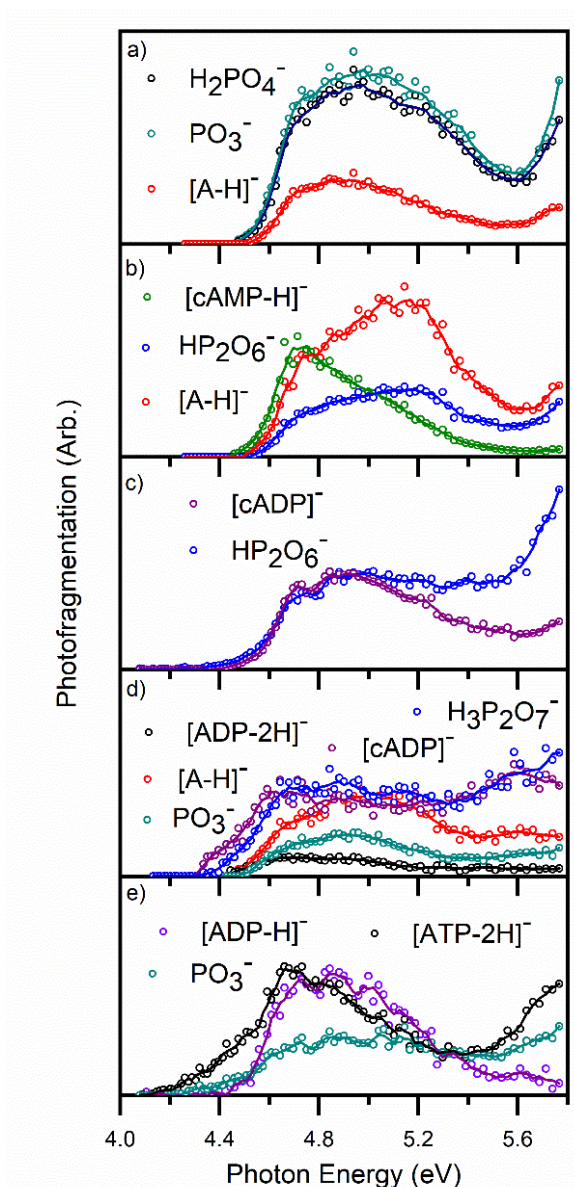 a)
H₂PO₄⁻
PO₃⁻
[A-H]⁻
b)
[cAMP-H]⁻
HP₂O₆⁻
[A-H]⁻
c)
[cADP]⁻
HP₂O₆⁻
d)
H₃P₂O₇⁻
[ADP-2H]⁻
[cADP]⁻
[A-H]⁻
PO₃⁻
e)
[ADP-H]⁻ [ATP-2H]⁻
PO₃⁻
Photofragmentation (Arb.)
4.0 4.4 4.8 5.2 5.6
Photon Energy (eV)